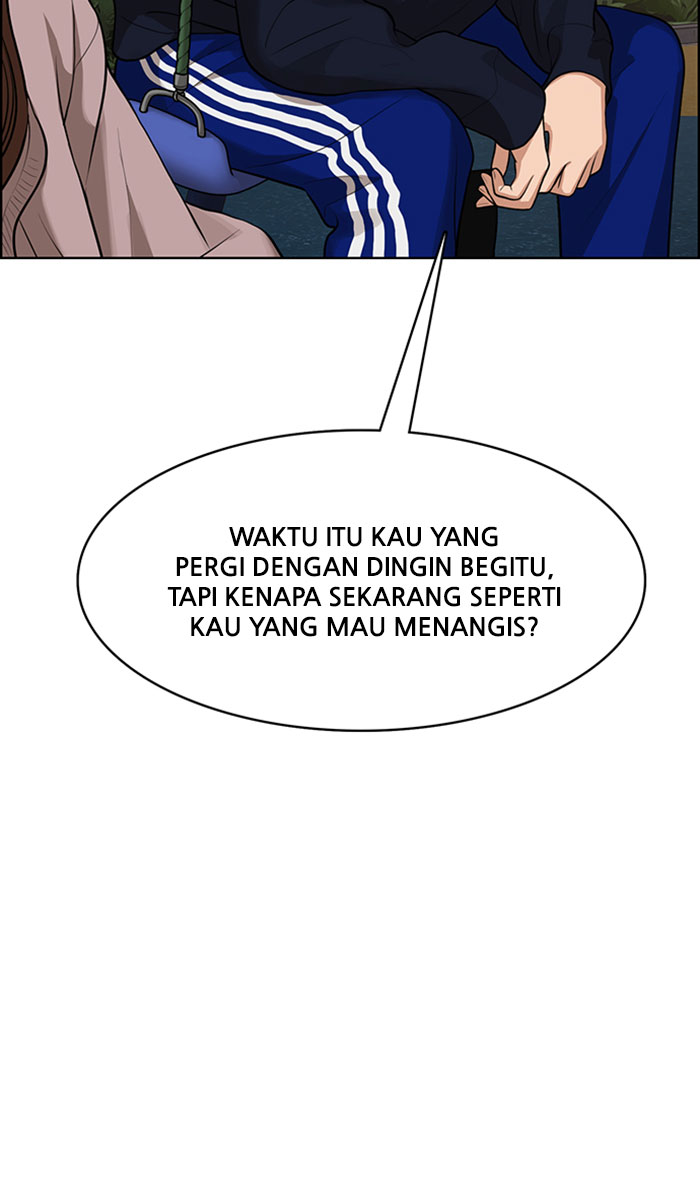 WAKTU ITU KAU YANG
PERGI DENGAN DINGIN BEGITU,
TAPI KENAPA SEKARANG SEPERTI
KAU YANG MAU MENANGIS?